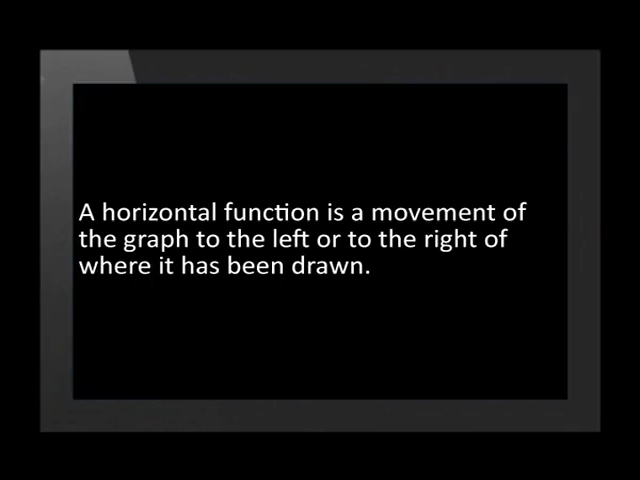 A horizontal function is a movement of
the graph to the left or to the right of
where it has been drawn.